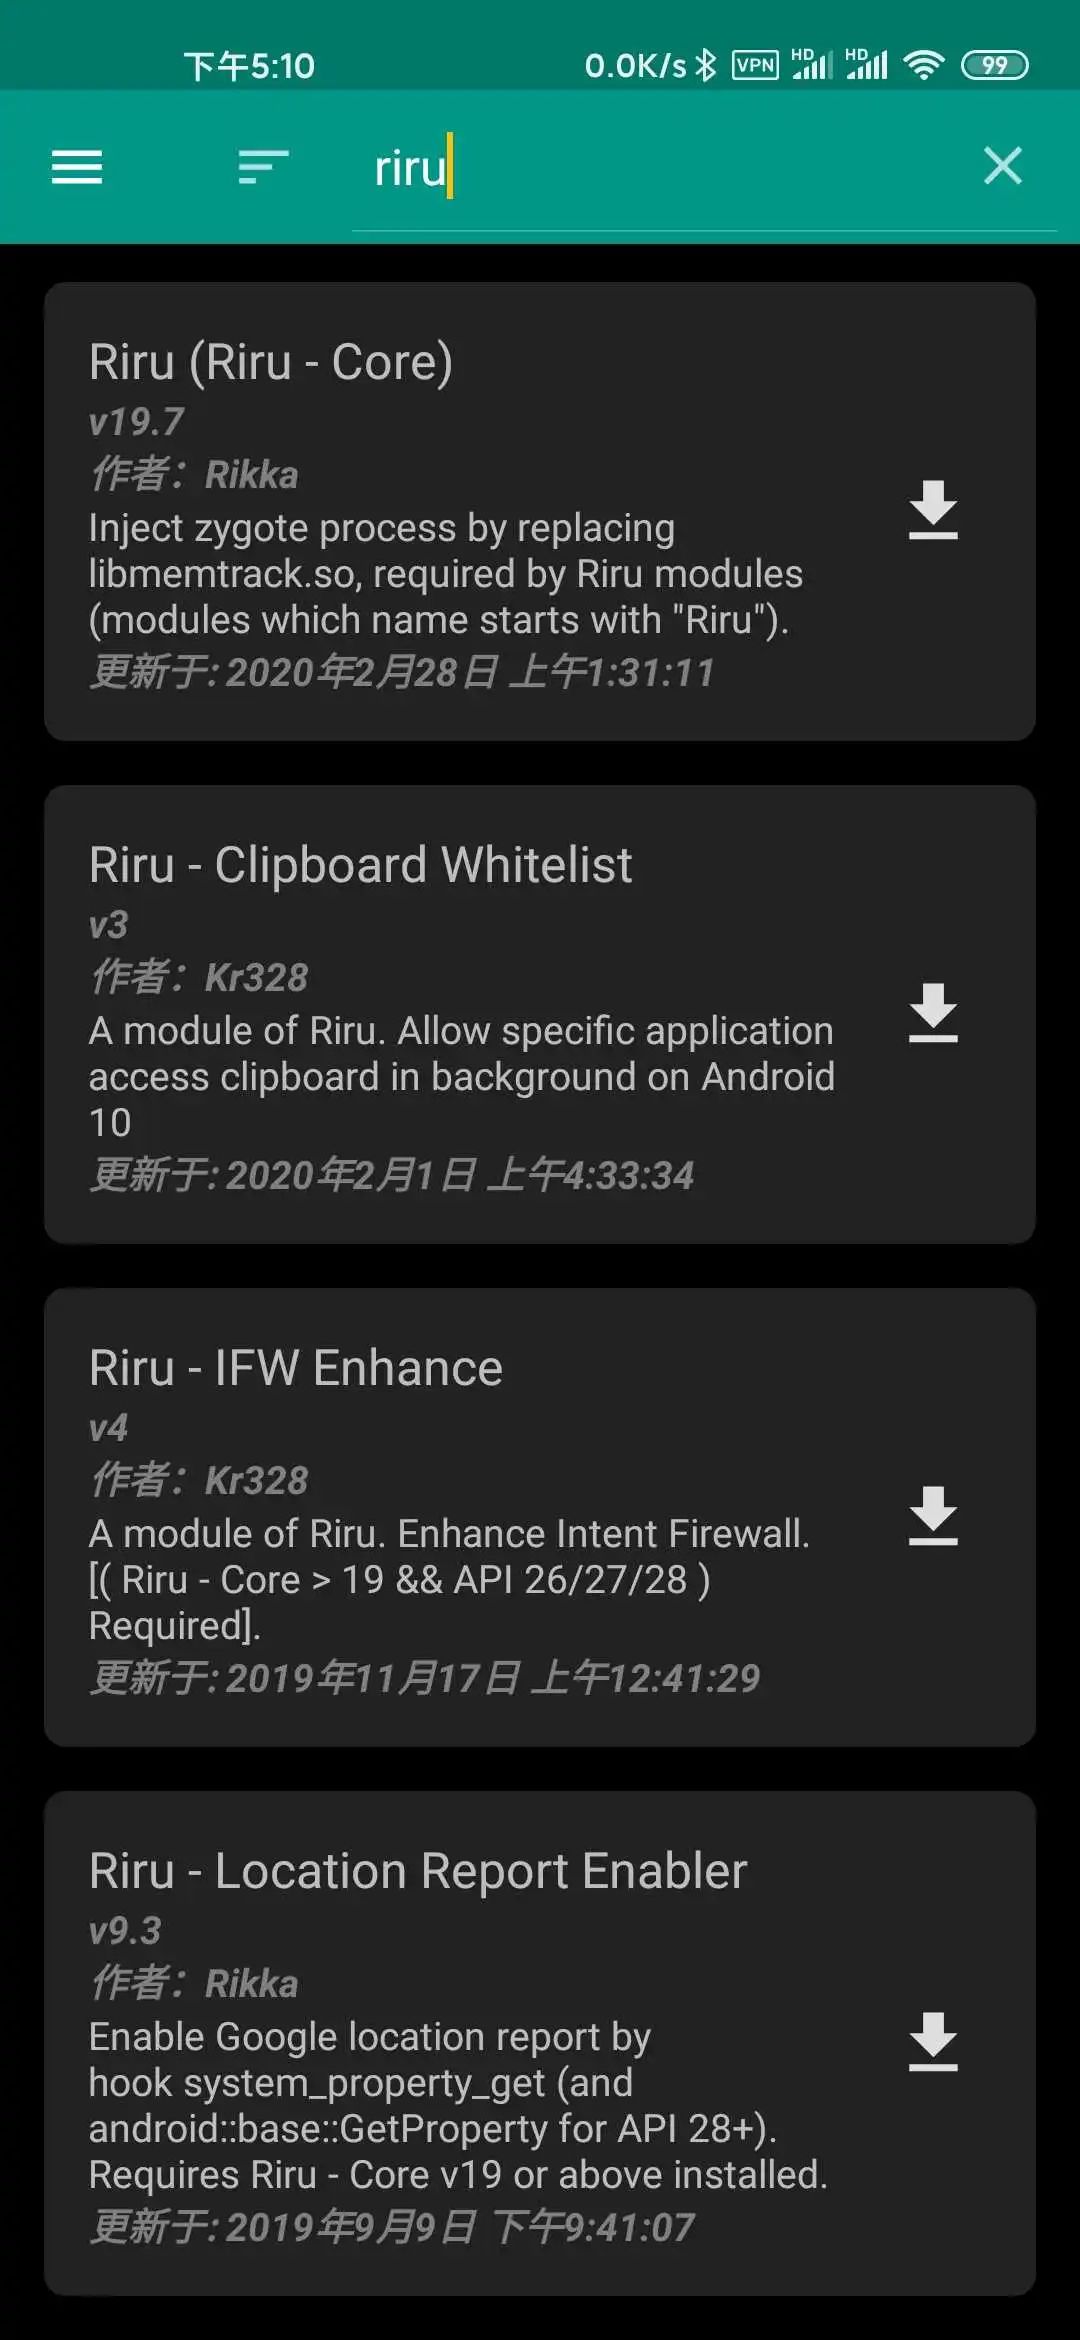 下午5:10 0.0K/s VPN HD HD 99
riru
Riru (Riru - Core)
v19.7
作者：Rikka
Inject zygote process by replacing
libmemtrack.so, required by Riru modules
(modules which name starts with "Riru").
更新于: 2020年2月28日 上午1:31:11
Riru - Clipboard Whitelist
v3
作者：Kr328
A module of Riru. Allow specific application
access clipboard in background on Android
10
更新于: 2020年2月1日 上午4:33:34
Riru - IFW Enhance
v4
作者：Kr328
A module of Riru. Enhance Intent Firewall.
[( Riru - Core > 19 && API 26/27/28 )
Required].
更新于: 2019年11月17日 上午12:41:29
Riru - Location Report Enabler
v9.3
作者：Rikka
Enable Google location report by
hook system_property_get (and
android::base::GetProperty for API 28+).
Requires Riru - Core v19 or above installed.
更新于: 2019年9月9日 下午9:41:07